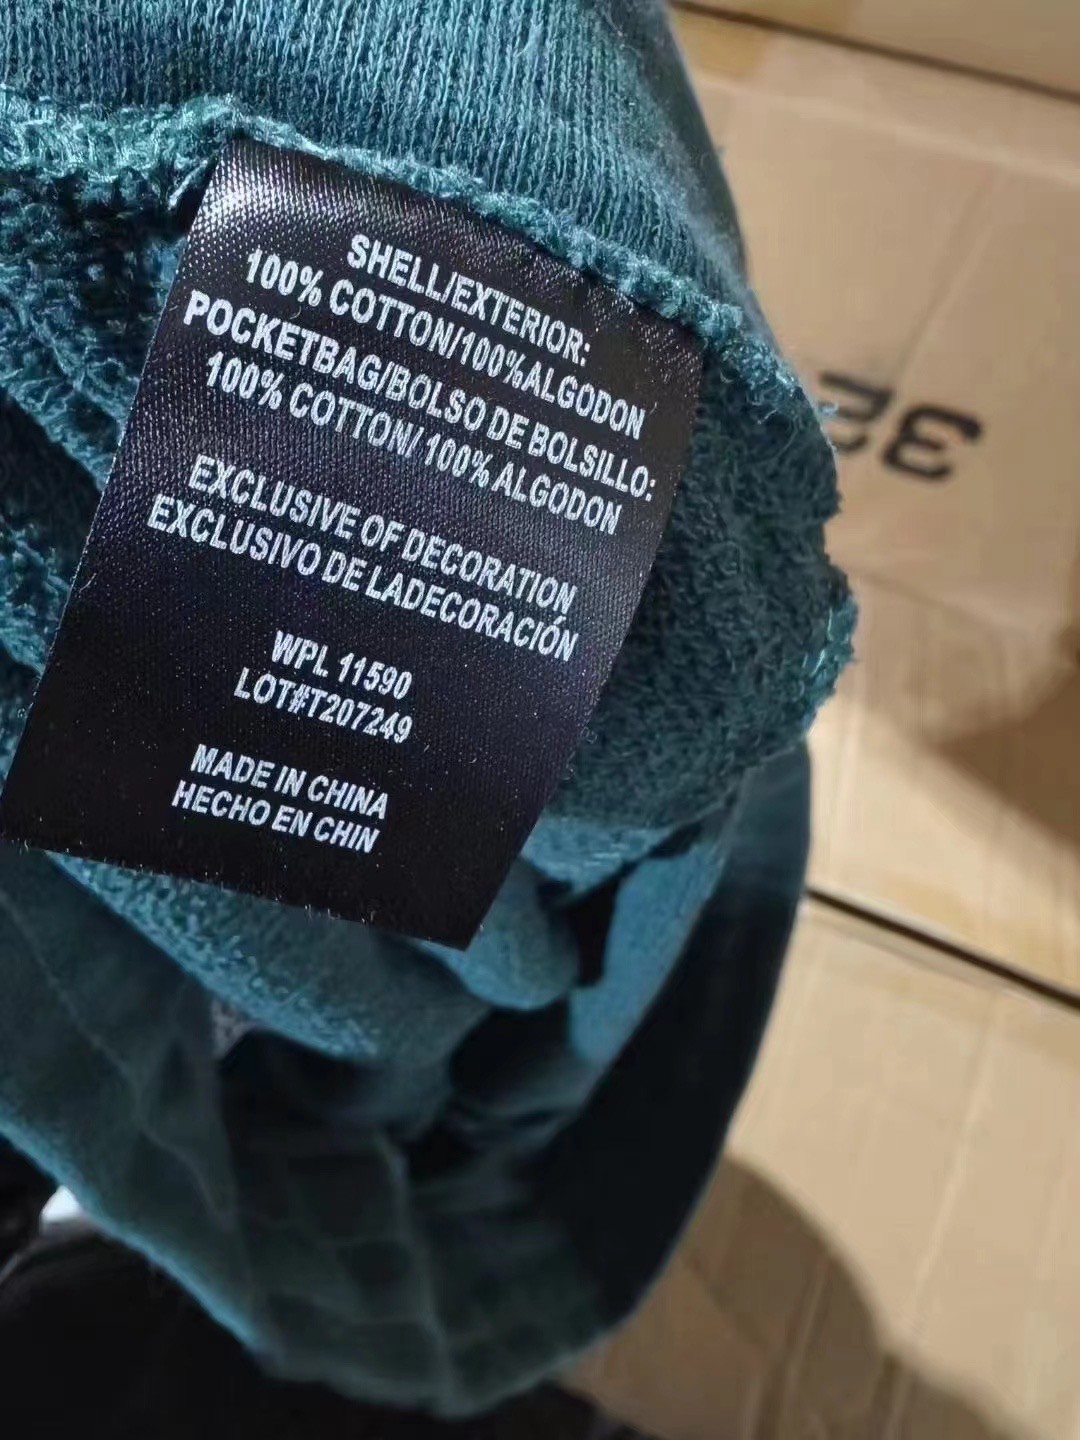 SHELL/EXTERIOR:
100% COTTON/100%ALGODON
POCKETBAG/BOLSO DE BOLSILLO:
100% COTTON/ 100% ALGODON
EXCLUSIVE OF DECORATION
EXCLUSIVO DE LADECORACIÓN
WPL 11590
LOT#T207249
MADE IN CHINA
HECHO EN CHIN